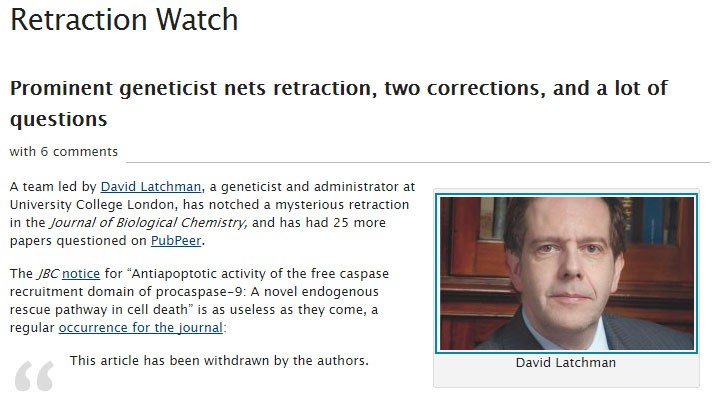 Retraction Watch
Prominent geneticist nets retraction, two corrections, and a lot of
questions
with 6 comments
A team led by David Latchman, a geneticist and administrator at
University College London, has notched a mysterious retraction
in the Journal of Biological Chemistry, and has had 25 more
papers questioned on PubPeer.
The JBC notice for “Antiapoptotic activity of the free caspase
recruitment domain of procaspase-9: A novel endogenous
rescue pathway in cell death” is as useless as they come, a
regular occurrence for the journal:
“ This article has been withdrawn by the authors.
David Latchman